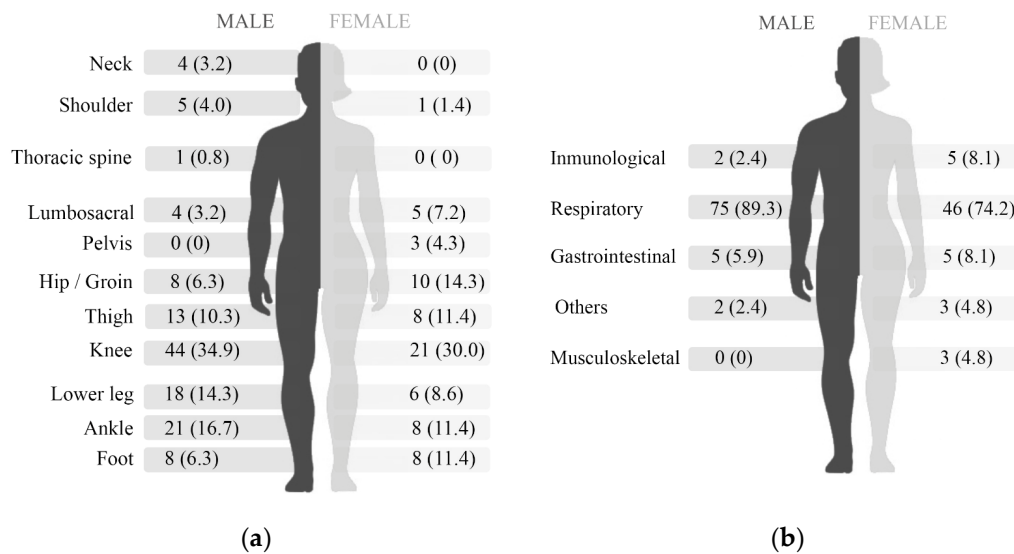 MALE FEMALE
Neck 4 (3.2) 0 (0)
Shoulder 5 (4.0) 1 (1.4)
Thoracic spine 1 (0.8) 0 ( 0)
Lumbosacral 4 (3.2) 5 (7.2)
Pelvis 0 (0) 3 (4.3)
Hip / Groin 8 (6.3) 10 (14.3)
Thigh 13 (10.3) 8 (11.4)
Knee 44 (34.9) 21 (30.0)
Lower leg 18 (14.3) 6 (8.6)
Ankle 21 (16.7) 8 (11.4)
Foot 8 (6.3) 8 (11.4)
(a)
MALE FEMALE
Inmunological 2 (2.4) 5 (8.1)
Respiratory 75 (89.3) 46 (74.2)
Gastrointestinal 5 (5.9) 5 (8.1)
Others 2 (2.4) 3 (4.8)
Musculoskeletal 0 (0) 3 (4.8)
(b)